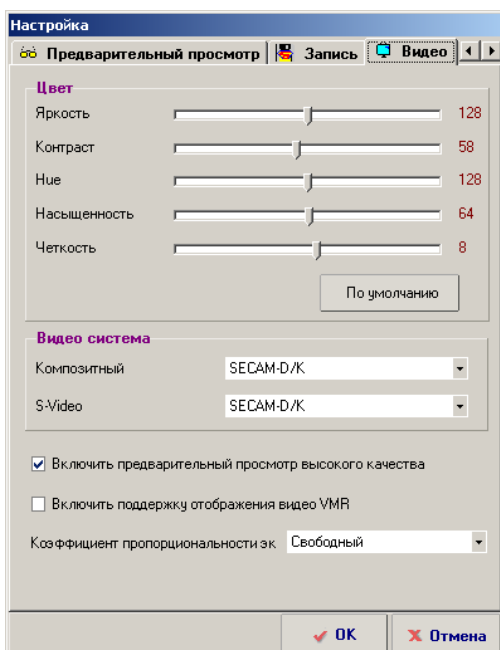 Настройка
Предварительный просмотр Запись Видео
Цвет
Яркость 128
Контраст 58
Hue 128
Насыщенность 64
Четкость 8
По умолчанию
Видео система
Композитный SECAM-D/K
S-Video SECAM-D/K
Включить предварительный просмотр высокого качества
Включить поддержку отображения видео VMR
Коэффициент пропорциональности эк Свободный
OK Отмена